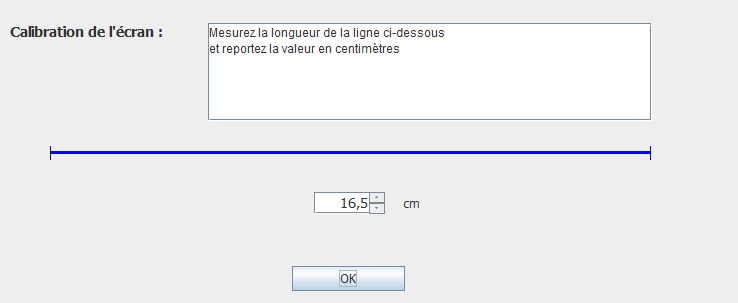 Calibration de l'écran :
Mesurez la longueur de la ligne ci-dessous
et reportez la valeur en centimètres
16,5 cm
OK